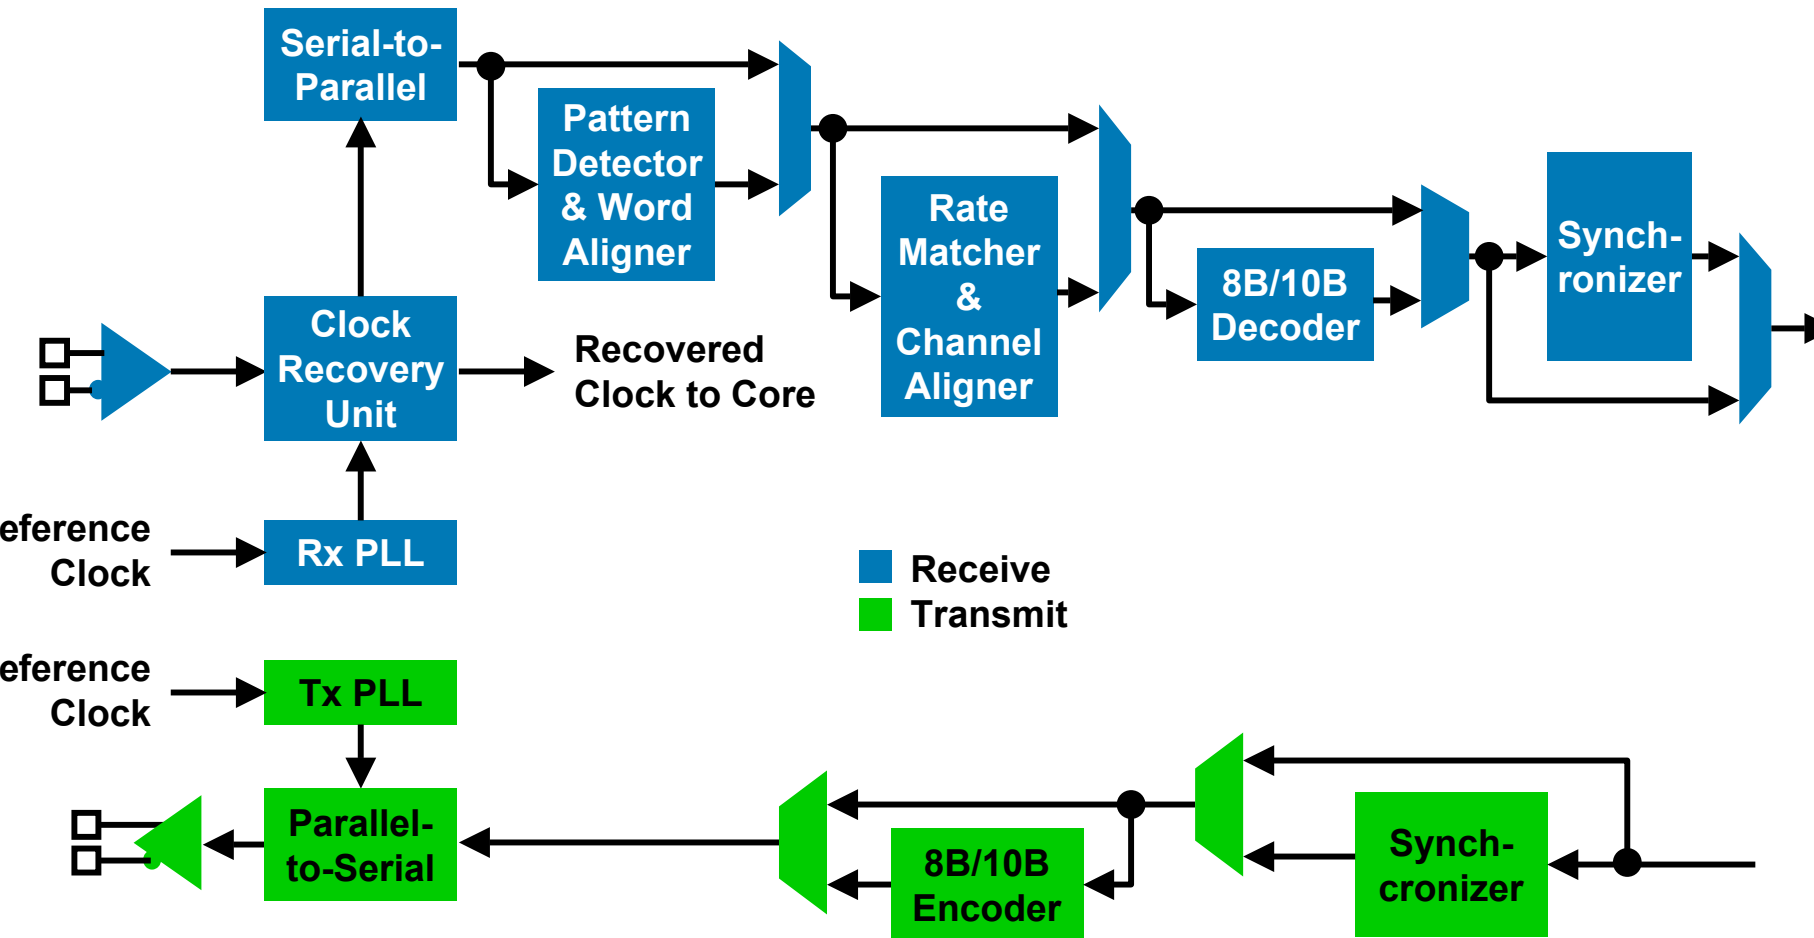 Serial-to-
Parallel
Pattern
Detector
& Word
Aligner
Rate
Matcher
&
Channel
Aligner
8B/10B
Decoder
Synch-
ronizer
Clock
Recovery
Unit
Recovered
Clock to Core
eference
Clock
Rx PLL
Receive
Transmit
eference
Clock
Tx PLL
Parallel-
to-Serial
8B/10B
Encoder
Synch-
cronizer